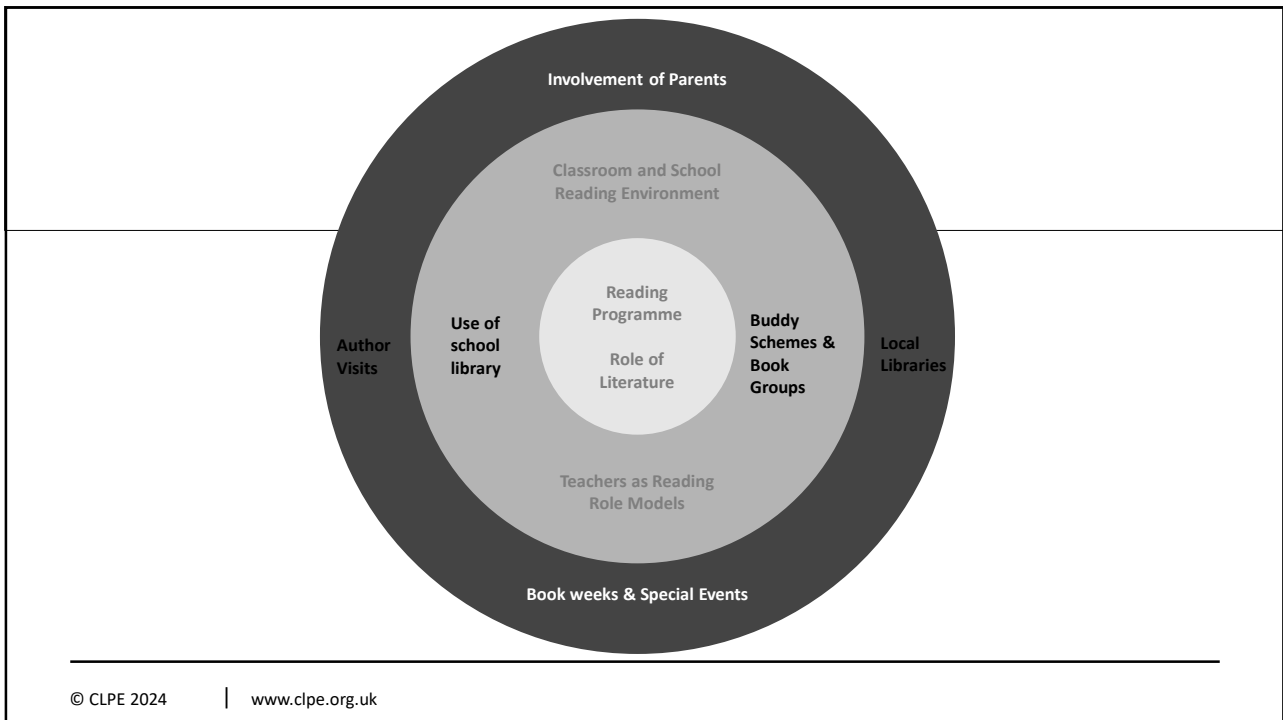 Involvement of Parents
Classroom and School
Reading Environment
Reading
Programme
Role of
Literature
Author
Visits
Use of
school
library
Buddy
Schemes &
Book
Groups
Local
Libraries
Teachers as Reading
Role Models
Book weeks & Special Events
© CLPE 2024 | www.clpe.org.uk